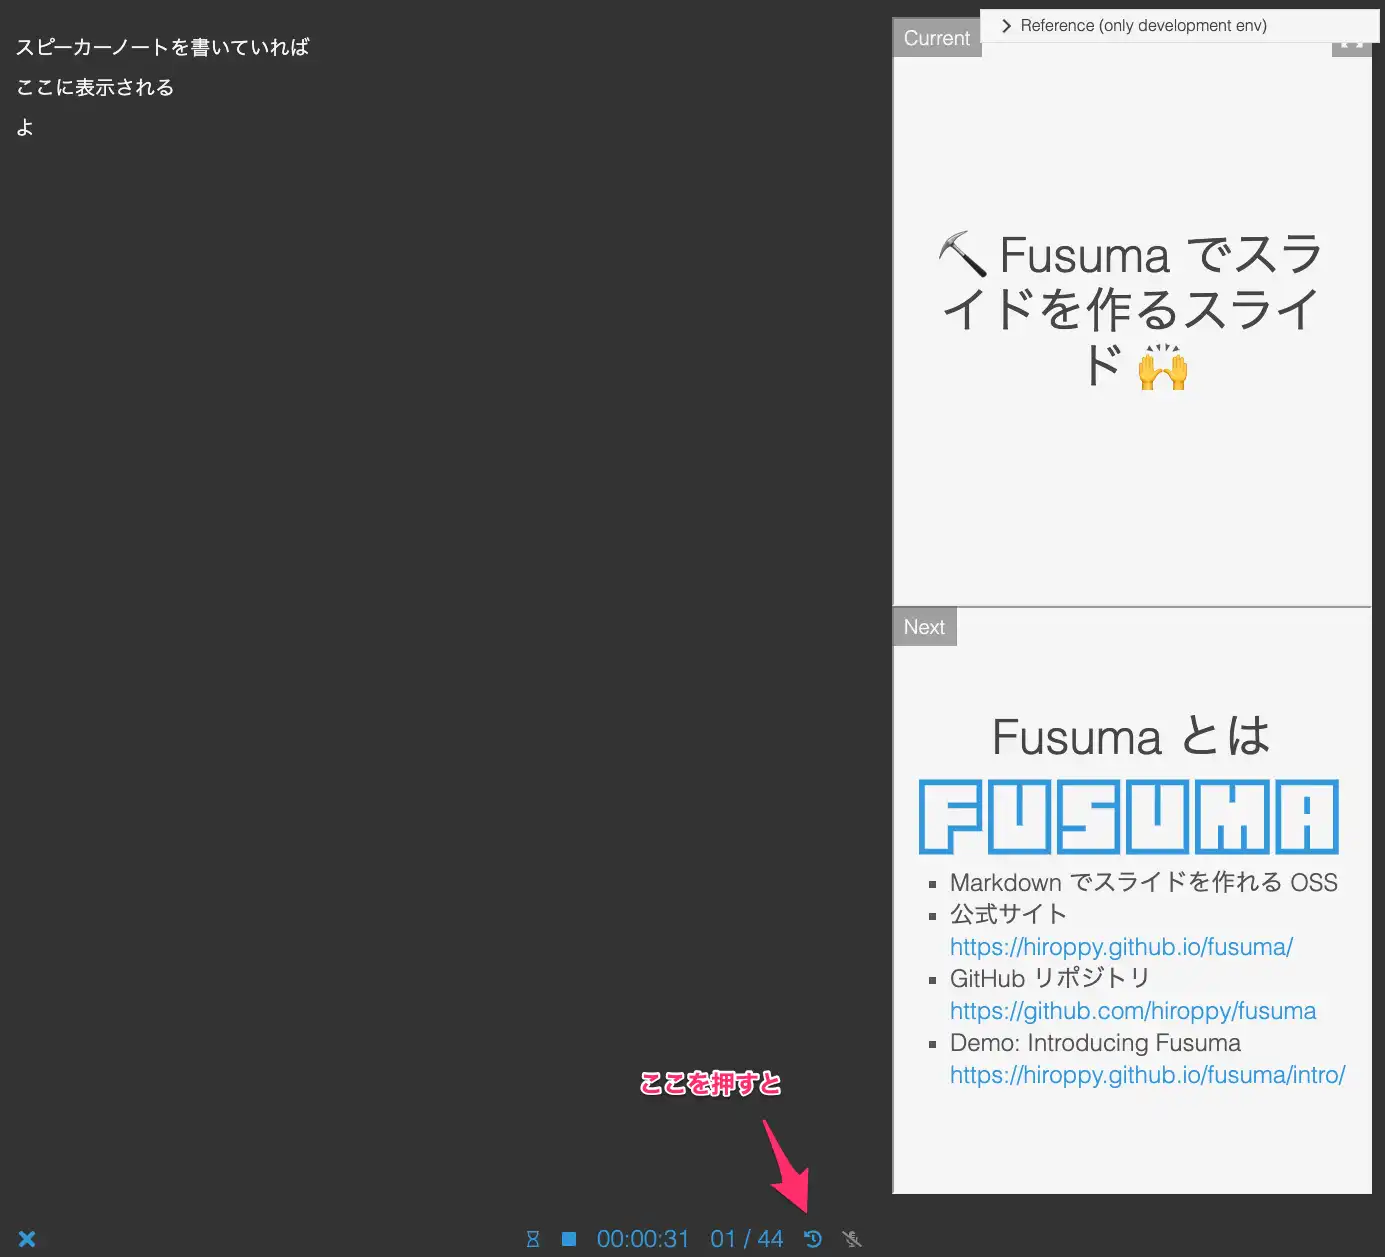 スピーカーノートを書いていれば
ここに表示される
よ
Reference (only development env)
Current
⛏ Fusuma でスラ
イドを作るスライ
ド 🙌
Next
Fusuma とは
FUSUMA
Markdown でスライドを作れる OSS
公式サイト
https://hiroppy.github.io/fusuma/
GitHub リポジトリ
https://github.com/hiroppy/fusuma
Demo: Introducing Fusuma
https://hiroppy.github.io/fusuma/intro/
ここを押すと
00:00:31 01 / 44